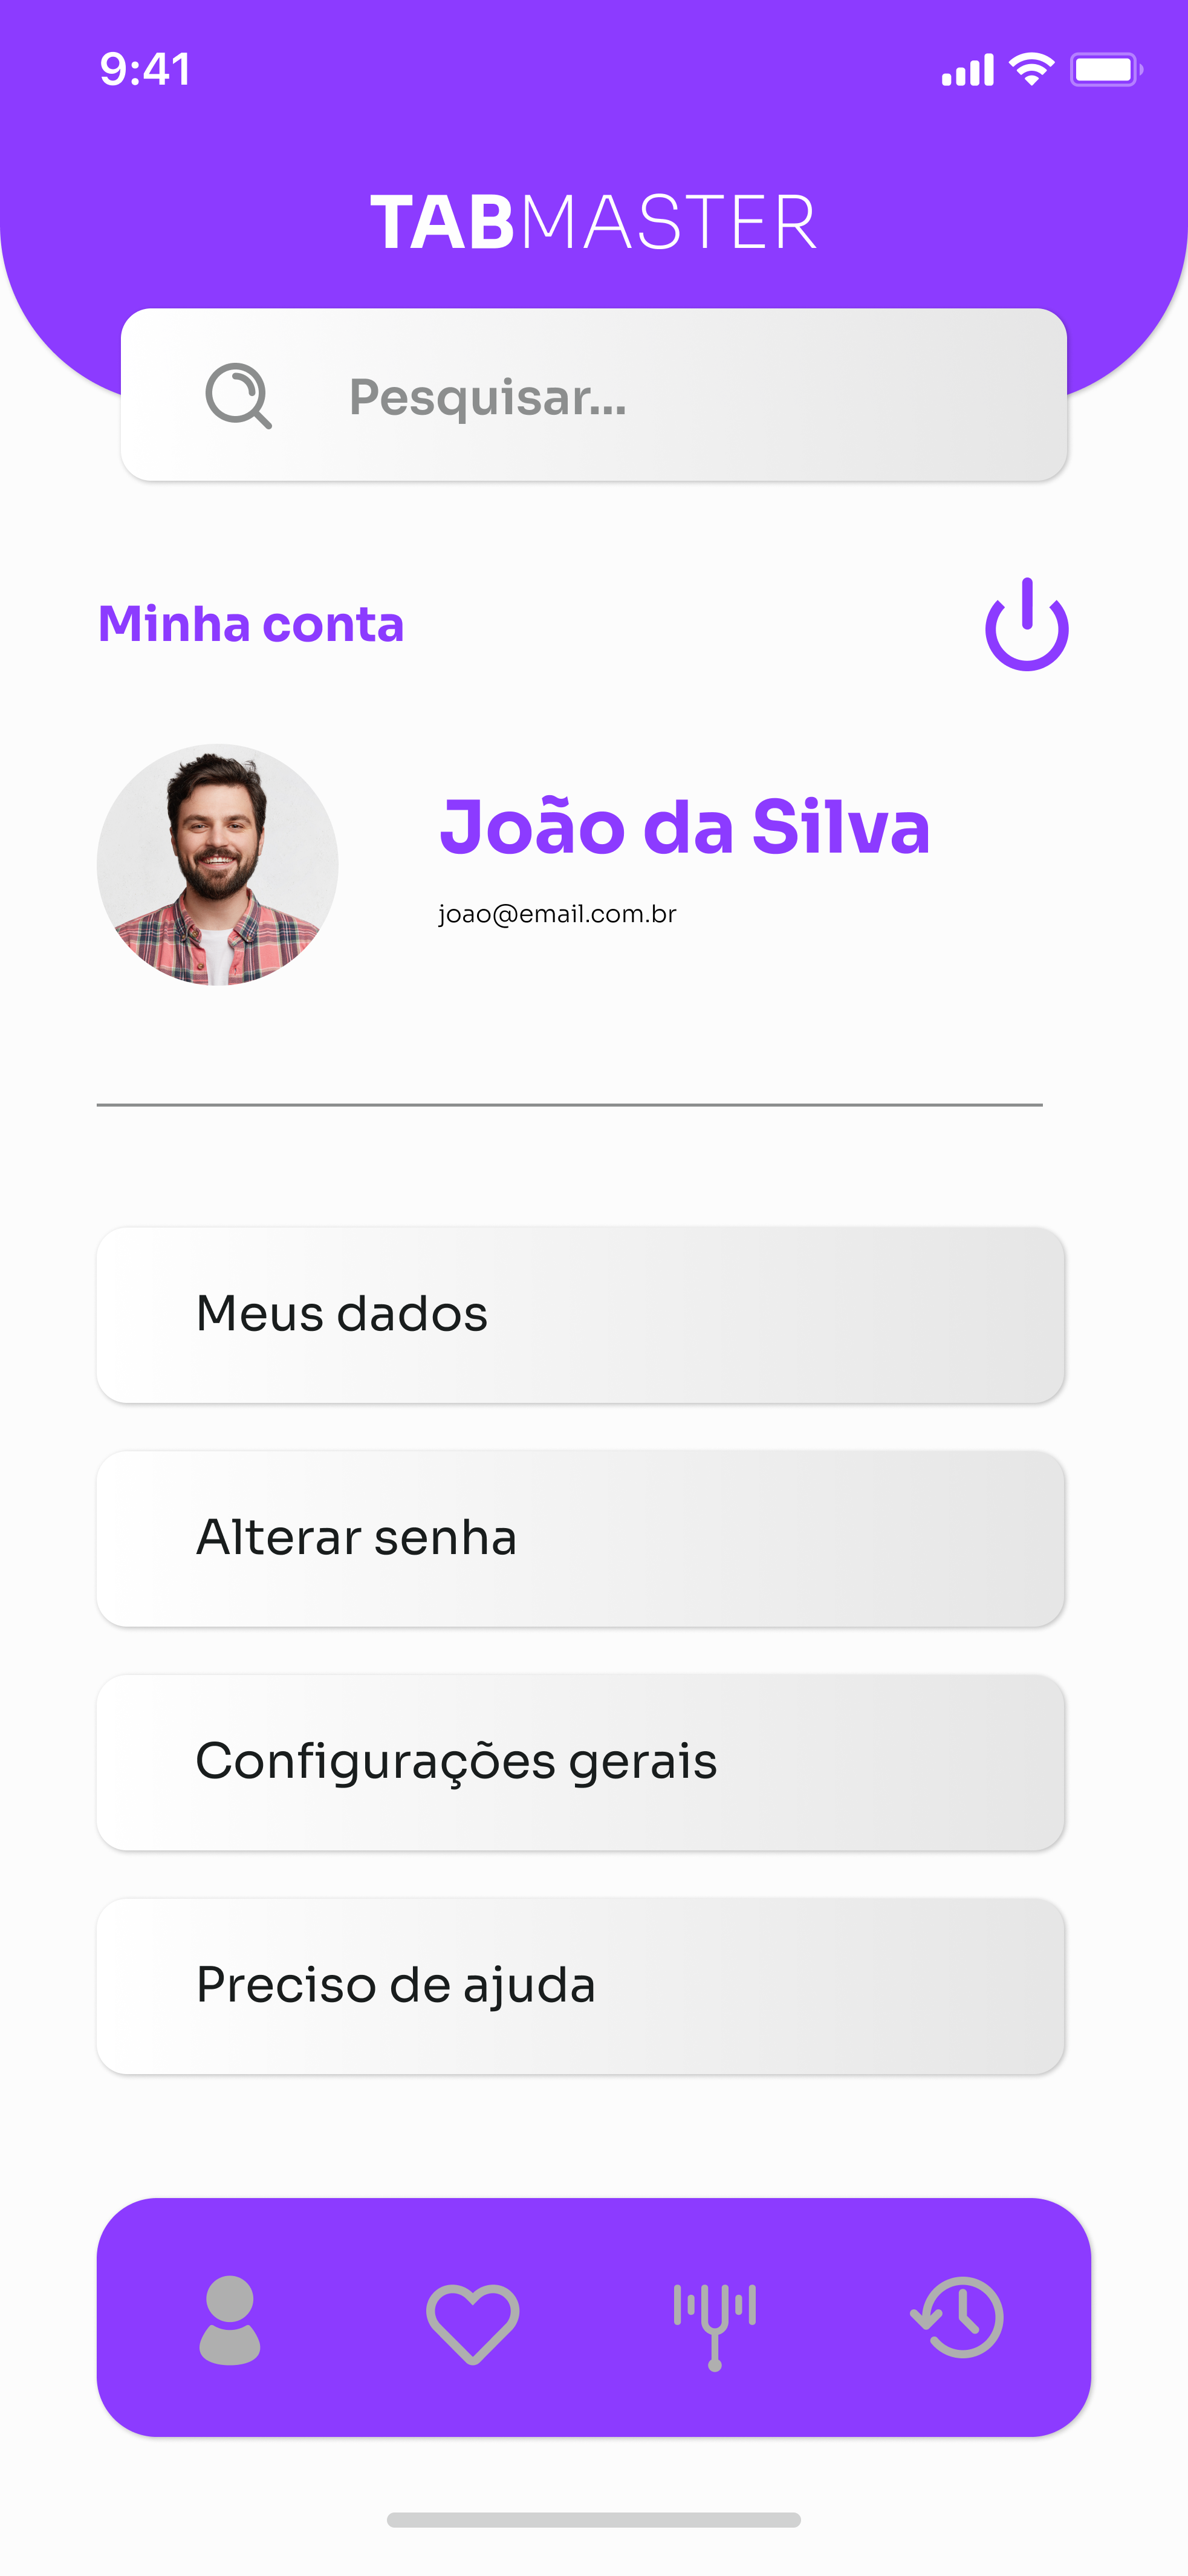 9:41
TABMASTER
Pesquisar...
Minha conta
João da Silva
joao@email.com.br
Meus dados
Alterar senha
Configurações gerais
Preciso de ajuda